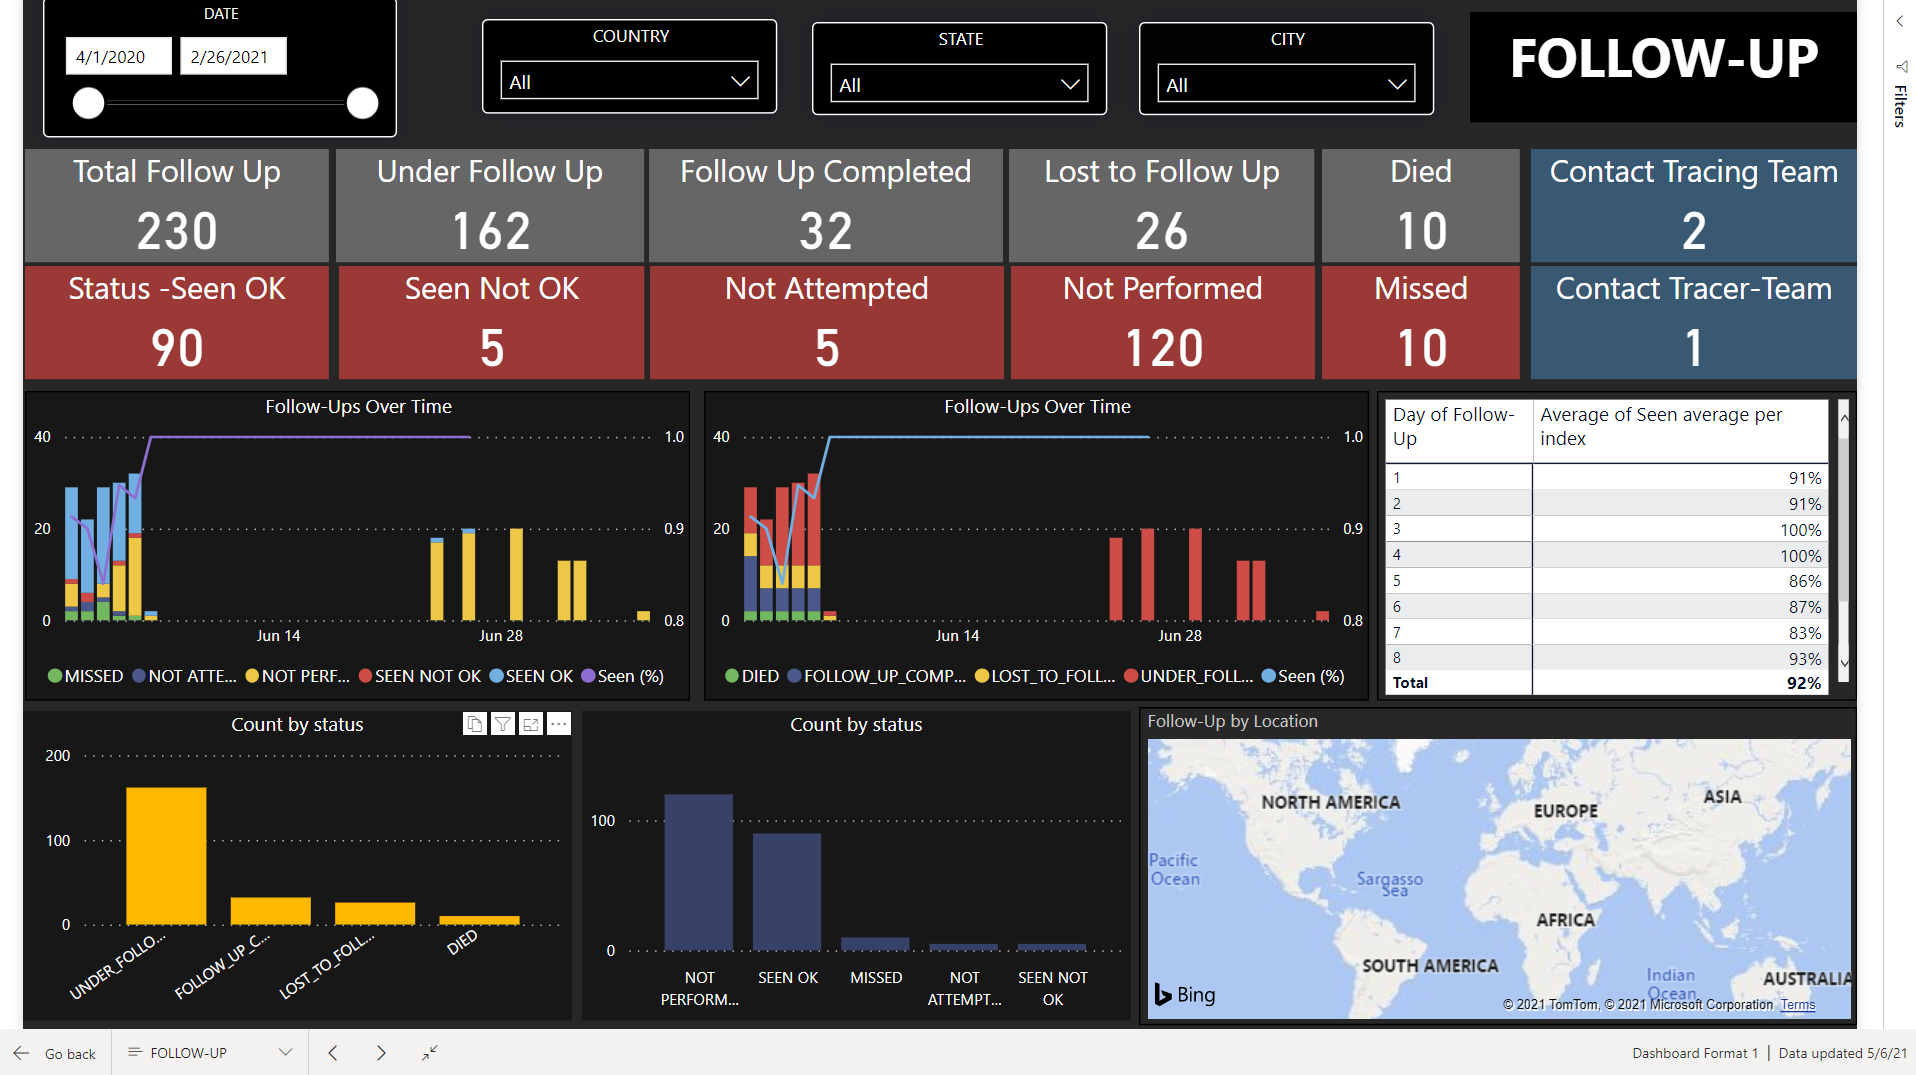 DATE
4/1/2020 2/26/2021
COUNTRY
All
STATE
All
CITY
All
FOLLOW-UP
Filters
Total Follow Up
230
Under Follow Up
162
Follow Up Completed
32
Lost to Follow Up
26
Died
10
Contact Tracing Team
2
Status -Seen OK
90
Seen Not OK
5
Not Attempted
5
Not Performed
120
Missed
10
Contact Tracer-Team
1
Follow-Ups Over Time
40 1.0
20 0.9
0 0.8
Jun 14 Jun 28
MISSED NOT ATTE... NOT PERF... SEEN NOT OK SEEN OK Seen (%)
Follow-Ups Over Time
40 1.0
20 0.9
0 0.8
Jun 14 Jun 28
DIED FOLLOW_UP_COMP... LOST_TO_FOLL... UNDER_FOLL... Seen (%)
Day of Follow-
Up
Average of Seen average per
index
1 91%
2 91%
3 100%
4 100%
5 86%
6 87%
7 83%
8 93%
Total 92%
Count by status
200
100
0
UNDER_FOLLO...
FOLLOW_UP_C...
LOST_TO_FOLL...
DIED
Count by status
100
0
NOT
PERFORM...
SEEN OK
MISSED
NOT
ATTEMPT...
SEEN NOT
OK
Follow-Up by Location
NORTH AMERICA
EUROPE
ASIA
Pacific
Ocean
Sargasso
Sea
AFRICA
SOUTH AMERICA
Indian
Ocean
AUSTRALIA
Bing
© 2021 TomTom, © 2021 Microsoft Corporation Terms
Go back
FOLLOW-UP
Dashboard Format 1 | Data updated 5/6/21